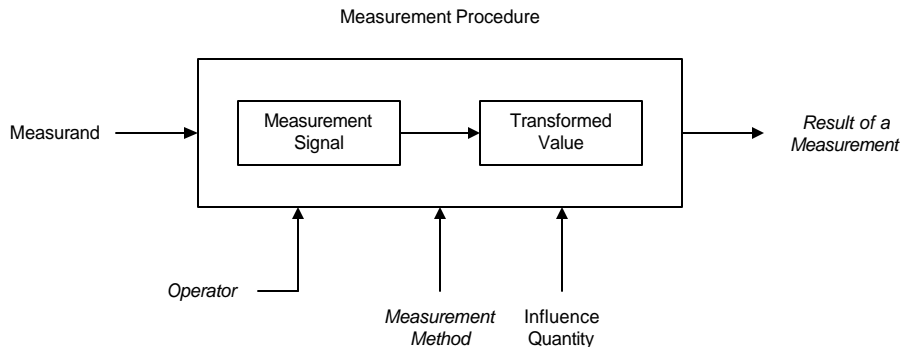 Measurement Procedure
Measurand
Measurement
Signal
Transformed
Value
Result of a
Measurement
Operator
Measurement
Method
Influence
Quantity